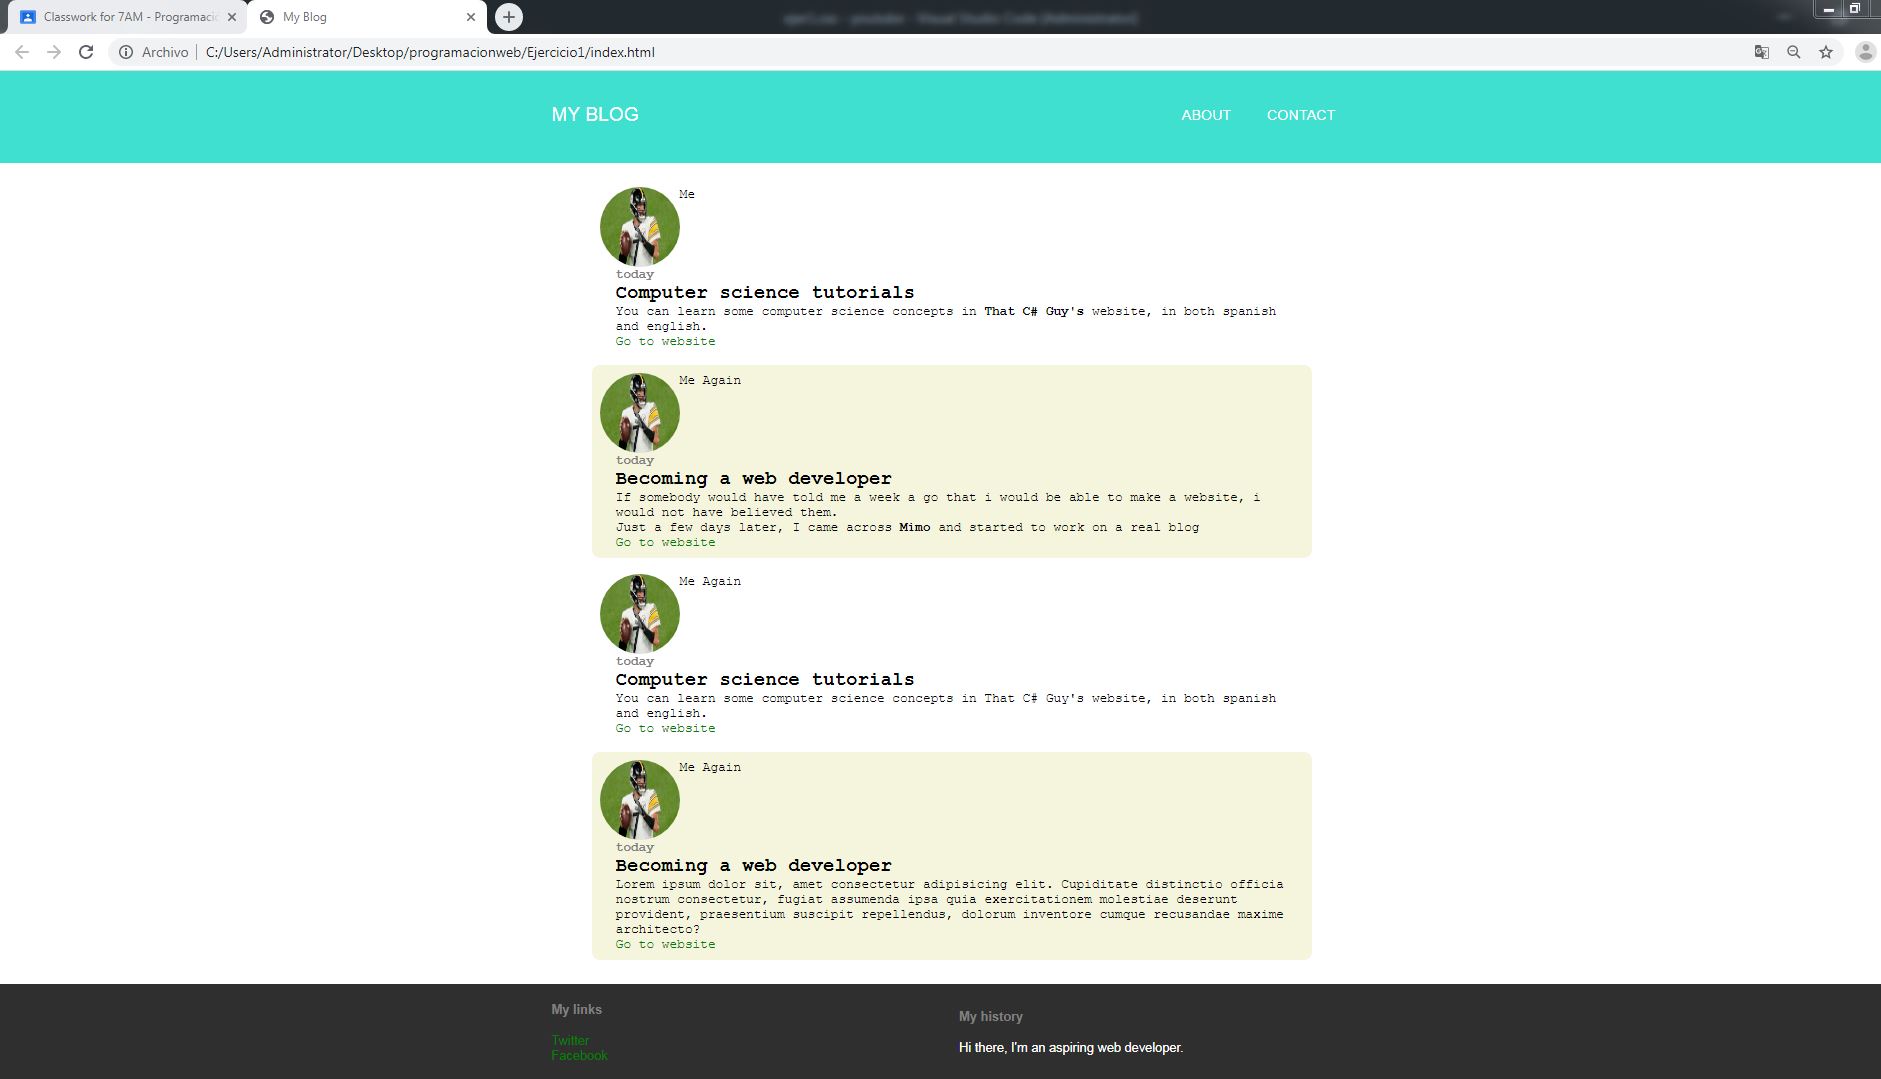 Classwork for 7AM - Programació
My Blog
ejer1.css - youtube - Visual Studio Code [Administrator]
Archivo | C:/Users/Administrator/Desktop/programacionweb/Ejercicio1/index.html
MY BLOG
ABOUT
CONTACT
Me
today
Computer science tutorials
You can learn some computer science concepts in That C# Guy's website, in both spanish
and english.
Go to website
Me Again
today
Becoming a web developer
If somebody would have told me a week a go that i would be able to make a website, i
would not have believed them.
Just a few days later, I came across Mimo and started to work on a real blog
Go to website
Me Again
today
Computer science tutorials
You can learn some computer science concepts in That C# Guy's website, in both spanish
and english.
Go to website
Me Again
today
Becoming a web developer
Lorem ipsum dolor sit, amet consectetur adipisicing elit. Cupiditate distinctio officia
nostrum consectetur, fugiat assumenda ipsa quia exercitationem molestiae deserunt
provident, praesentium suscipit repellendus, dolorum inventore cumque recusandae maxime
architecto?
Go to website
My links
Twitter
Facebook
My history
Hi there, I'm an aspiring web developer.